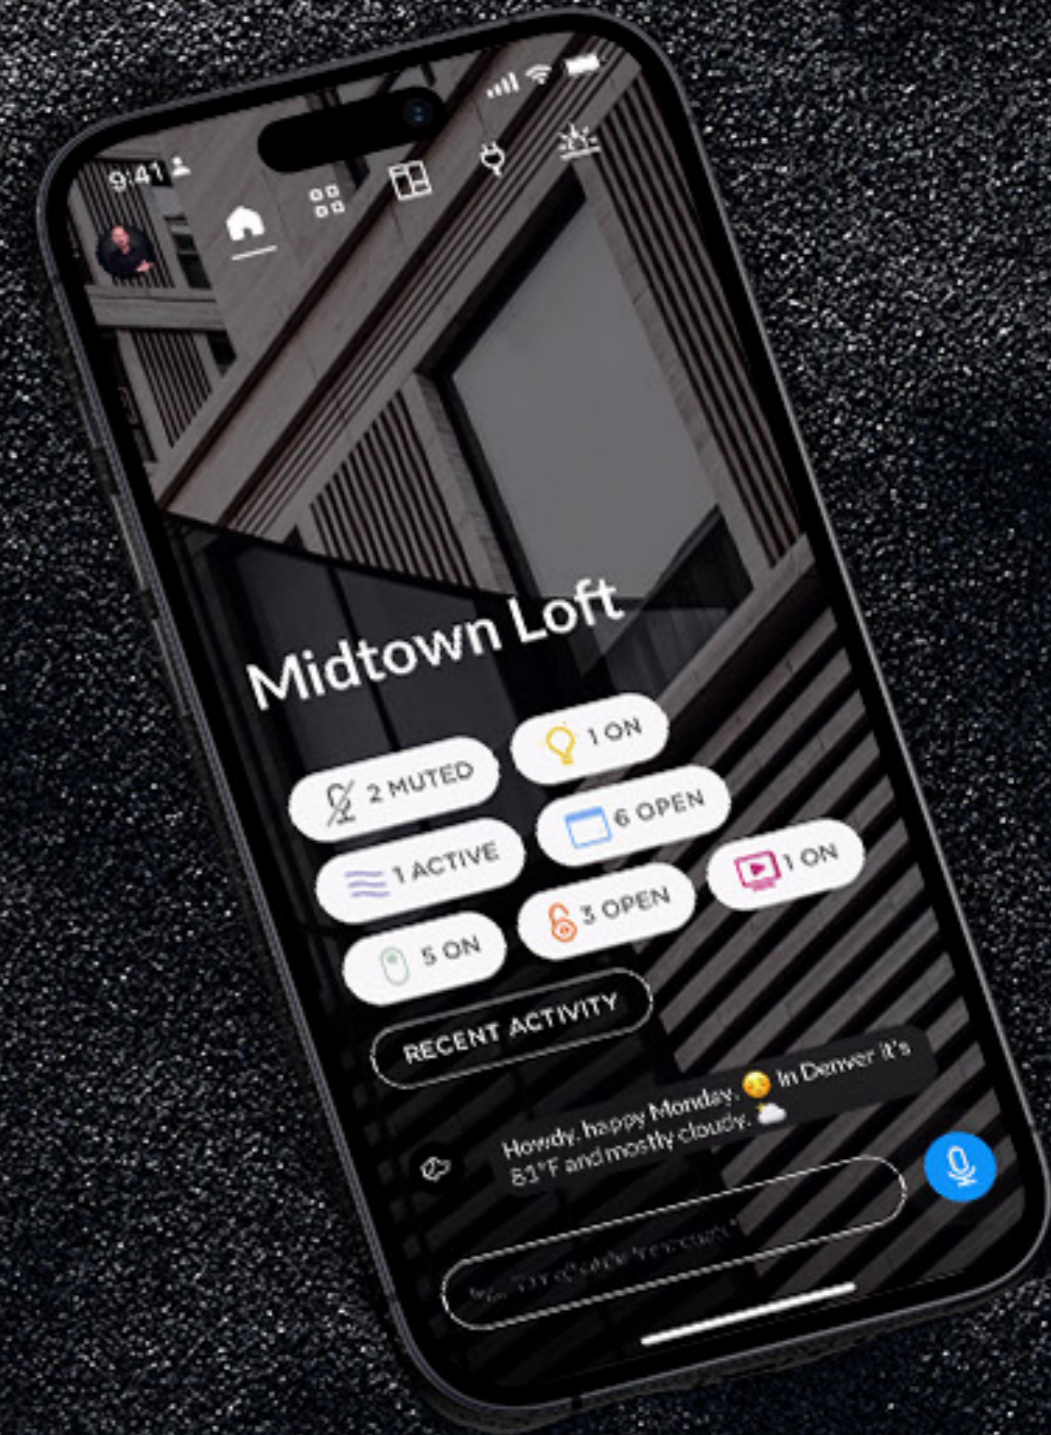 9:41
Midtown Loft
2 MUTED
1 ON
1 ACTIVE
6 OPEN
5 ON
3 OPEN
1 ON
RECENT ACTIVITY
Howdy, happy Monday. 😔 In Denver it's
81°F and mostly cloudy. 🌥️